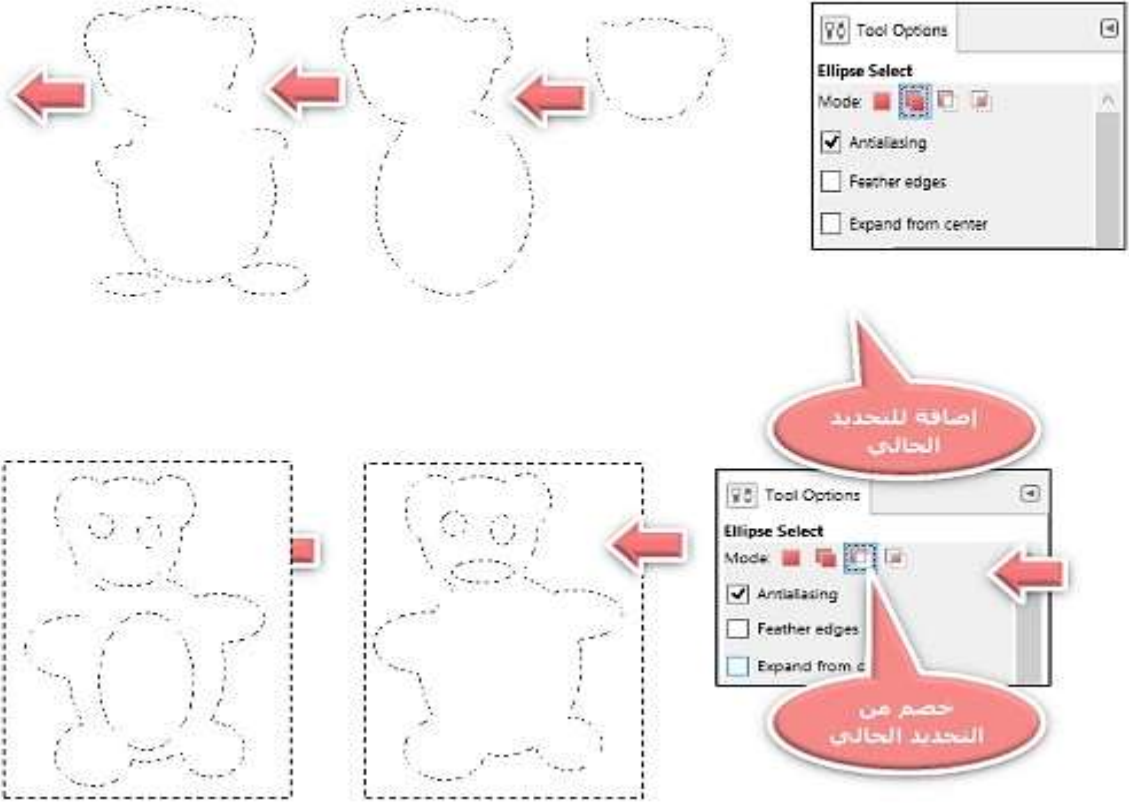 Tool Options
Ellipse Select
Mode:
Antialiasing
Feather edges
Expand from center
إضافة للتحديد
الحالي
Tool Options
Ellipse Select
Mode:
Antialiasing
Feather edges
Expand from c
خصم من
التحديد الحالي